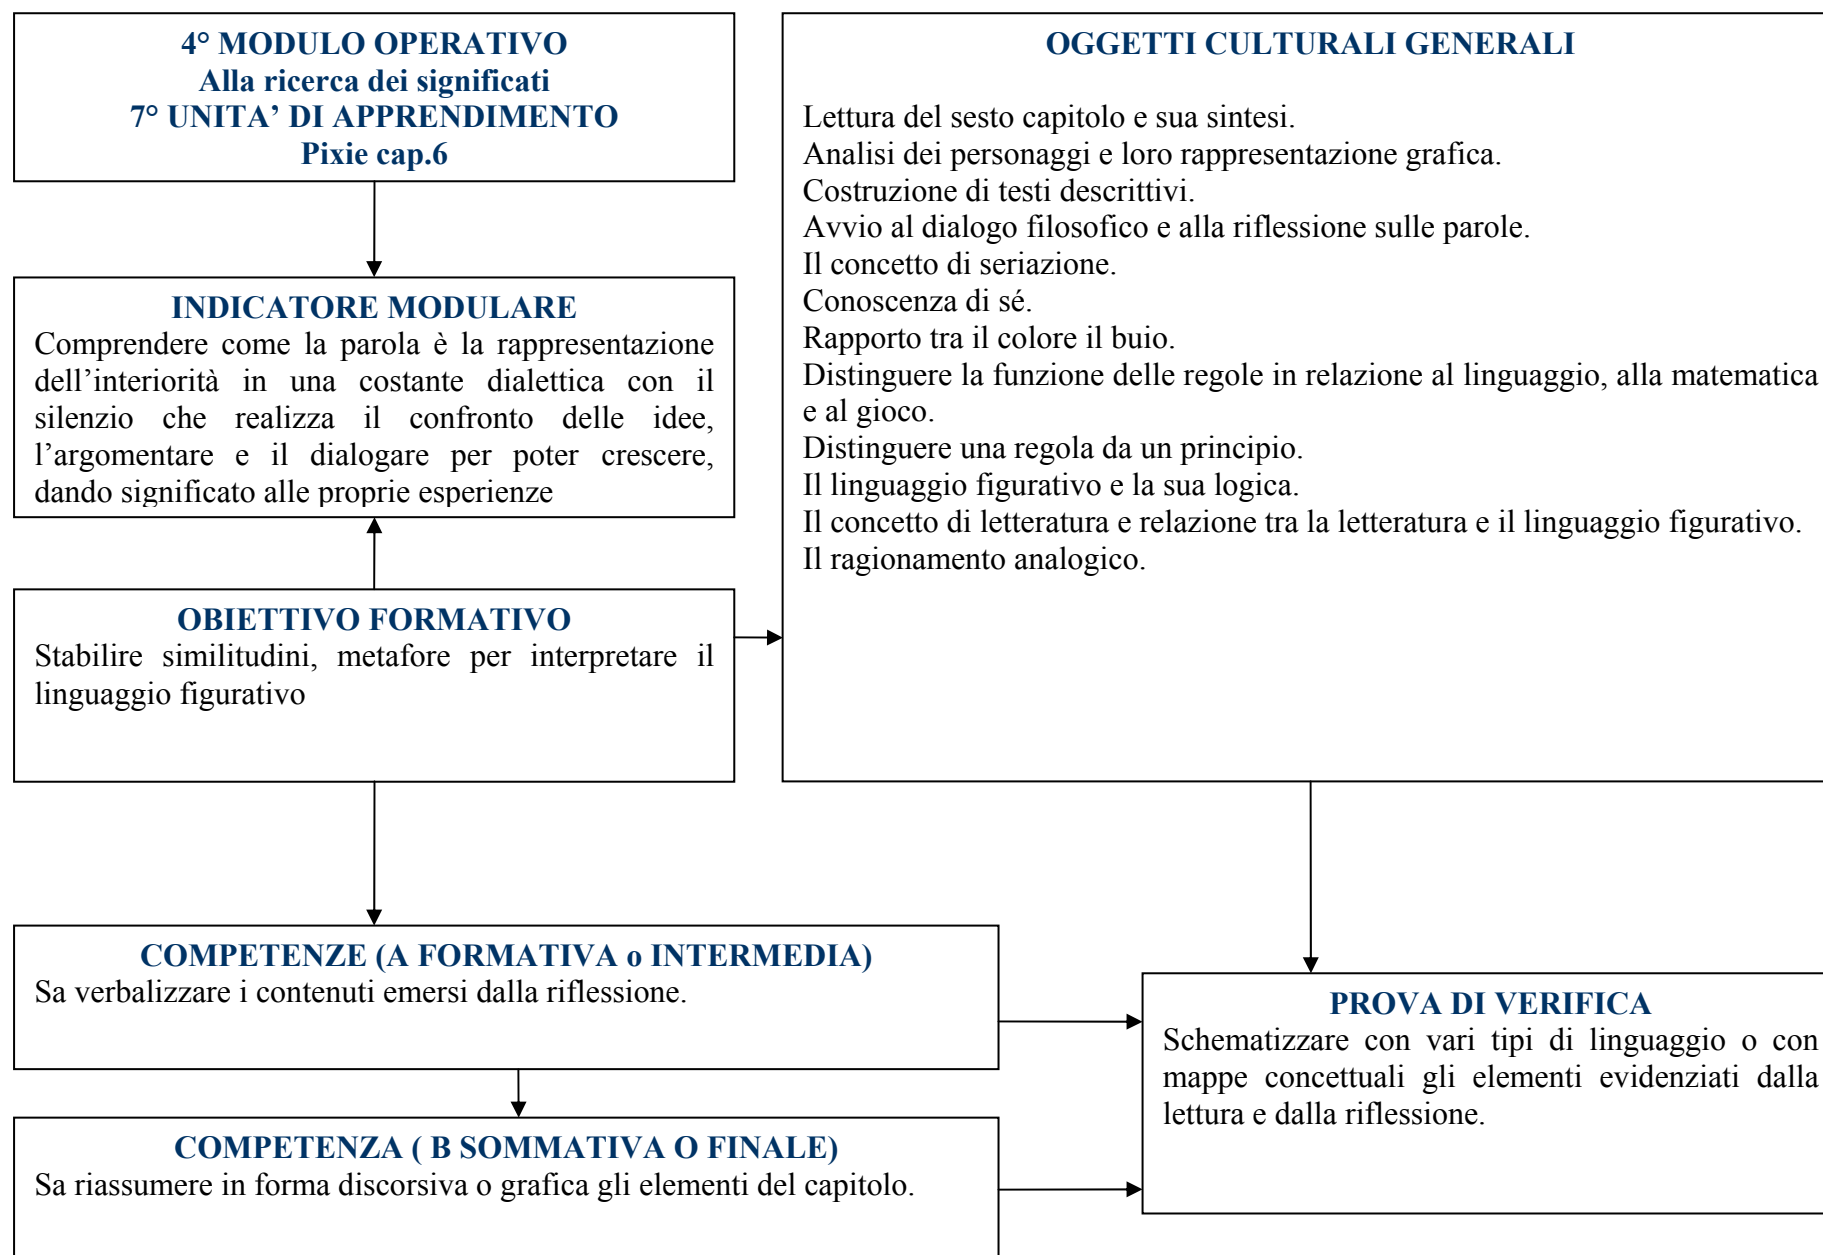 4° MODULO OPERATIVO
Alla ricerca dei significati
7° UNITA’ DI APPRENDIMENTO
Pixie cap.6
INDICATORE MODULARE
Comprendere come la parola è la rappresentazione
dell’interiorità in una costante dialettica con il
silenzio che realizza il confronto delle idee,
l’argomentare e il dialogare per poter crescere,
dando significato alle proprie esperienze
OBIETTIVO FORMATIVO
Stabilire similitudini, metafore per interpretare il
linguaggio figurativo
OGGETTI CULTURALI GENERALI
Lettura del sesto capitolo e sua sintesi.
Analisi dei personaggi e loro rappresentazione grafica.
Costruzione di testi descrittivi.
Avvio al dialogo filosofico e alla riflessione sulle parole.
Il concetto di seriazione.
Conoscenza di sé.
Rapporto tra il colore il buio.
Distinguere la funzione delle regole in relazione al linguaggio, alla matematica
e al gioco.
Distinguere una regola da un principio.
Il linguaggio figurativo e la sua logica.
Il concetto di letteratura e relazione tra la letteratura e il linguaggio figurativo.
Il ragionamento analogico.
COMPETENZE (A FORMATIVA o INTERMEDIA)
Sa verbalizzare i contenuti emersi dalla riflessione.
COMPETENZA ( B SOMMATIVA O FINALE)
Sa riassumere in forma discorsiva o grafica gli elementi del capitolo.
PROVA DI VERIFICA
Schematizzare con vari tipi di linguaggio o con
mappe concettuali gli elementi evidenziati dalla
lettura e dalla riflessione.